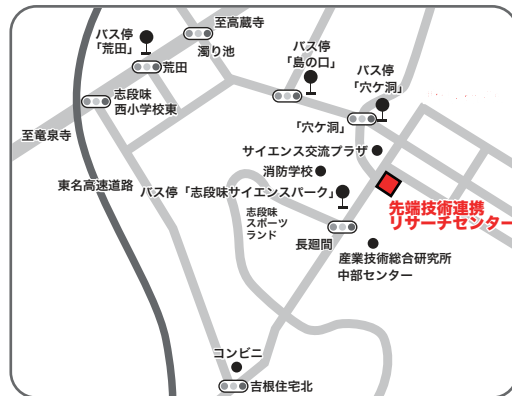 至高蔵寺
バス停
「荒田」
濁り池
荒田
バス停
「島の口」
バス停
「穴ケ洞」
志段味
西小学校東
「穴ケ洞」
至竜泉寺
サイエンス交流プラザ
消防学校
東名高速道路
バス停「志段味サイエンスパーク」
先端技術連携
リサーチセンター
志段味
スポーツ
ランド
長廻間
産業技術総合研究所
中部センター
コンビニ
吉根住宅北